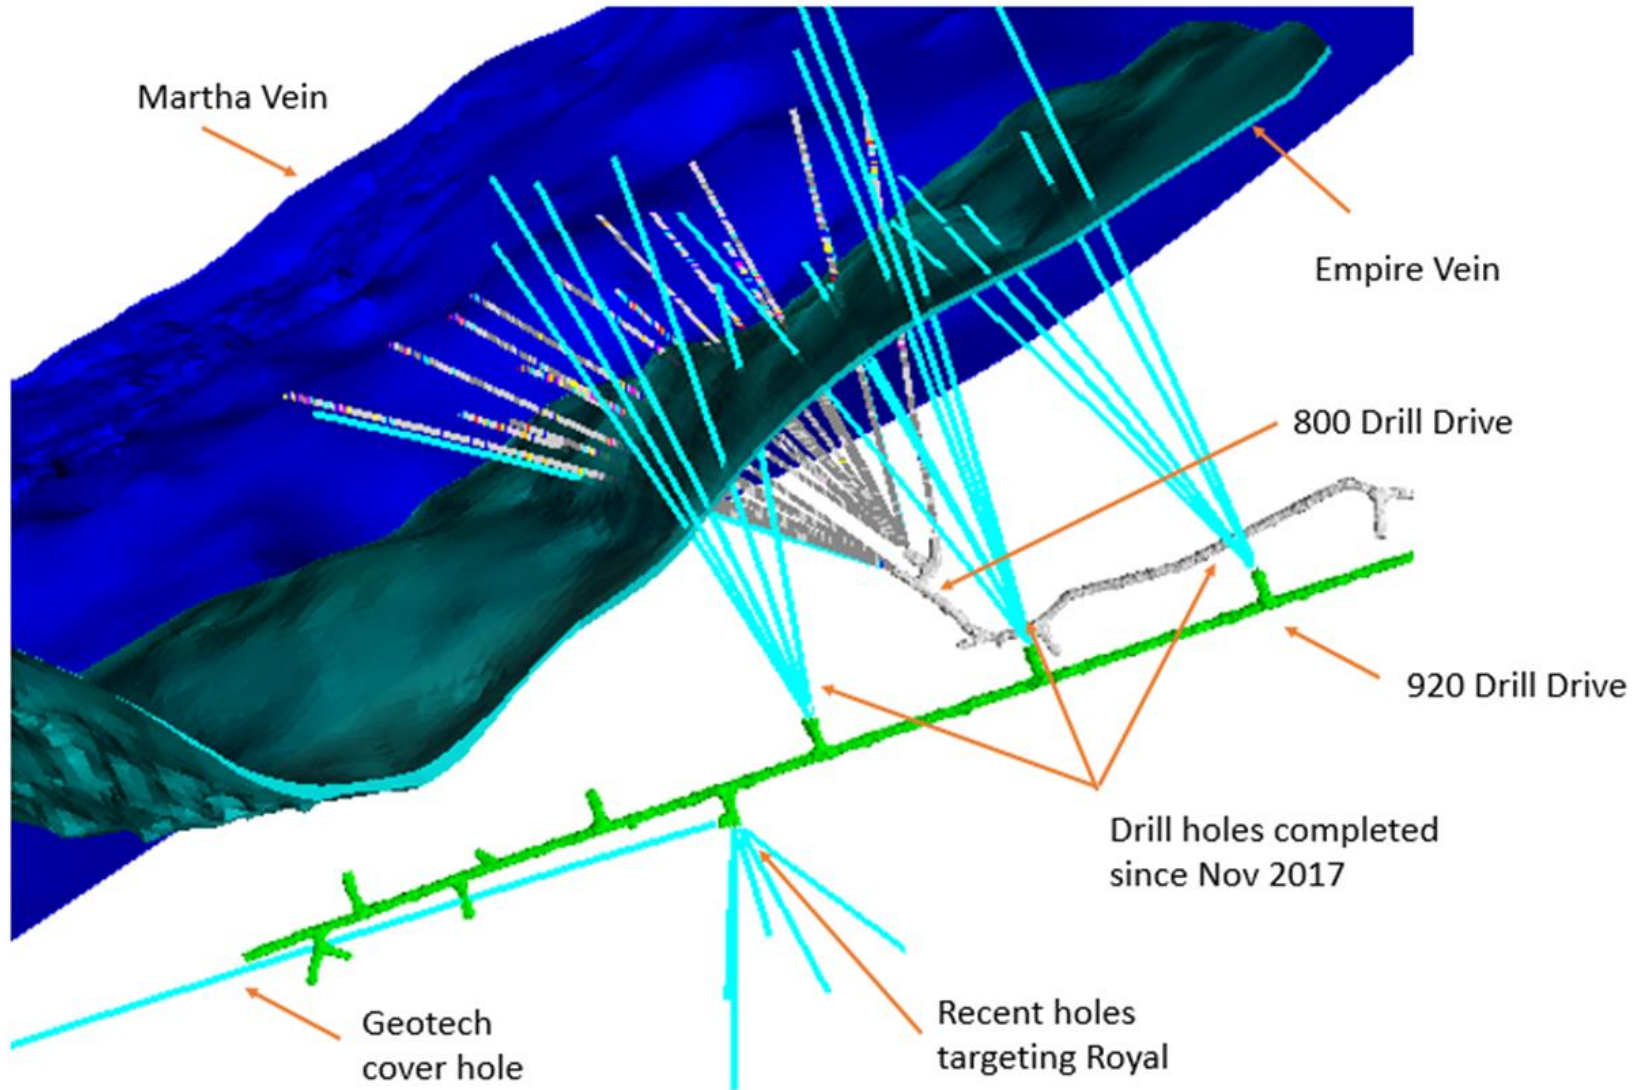 Martha Vein
Empire Vein
800 Drill Drive
920 Drill Drive
Drill holes completed
since Nov 2017
Recent holes
targeting Royal
Geotech
cover hole